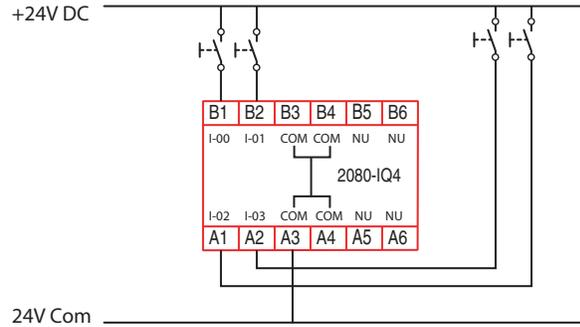 +24V DC
B1 B2 B3 B4 B5 B6
I-00 I-01 COM COM NU NU
2080-IQ4
I-02 I-03 COM COM NU NU
A1 A2 A3 A4 A5 A6
24V Com